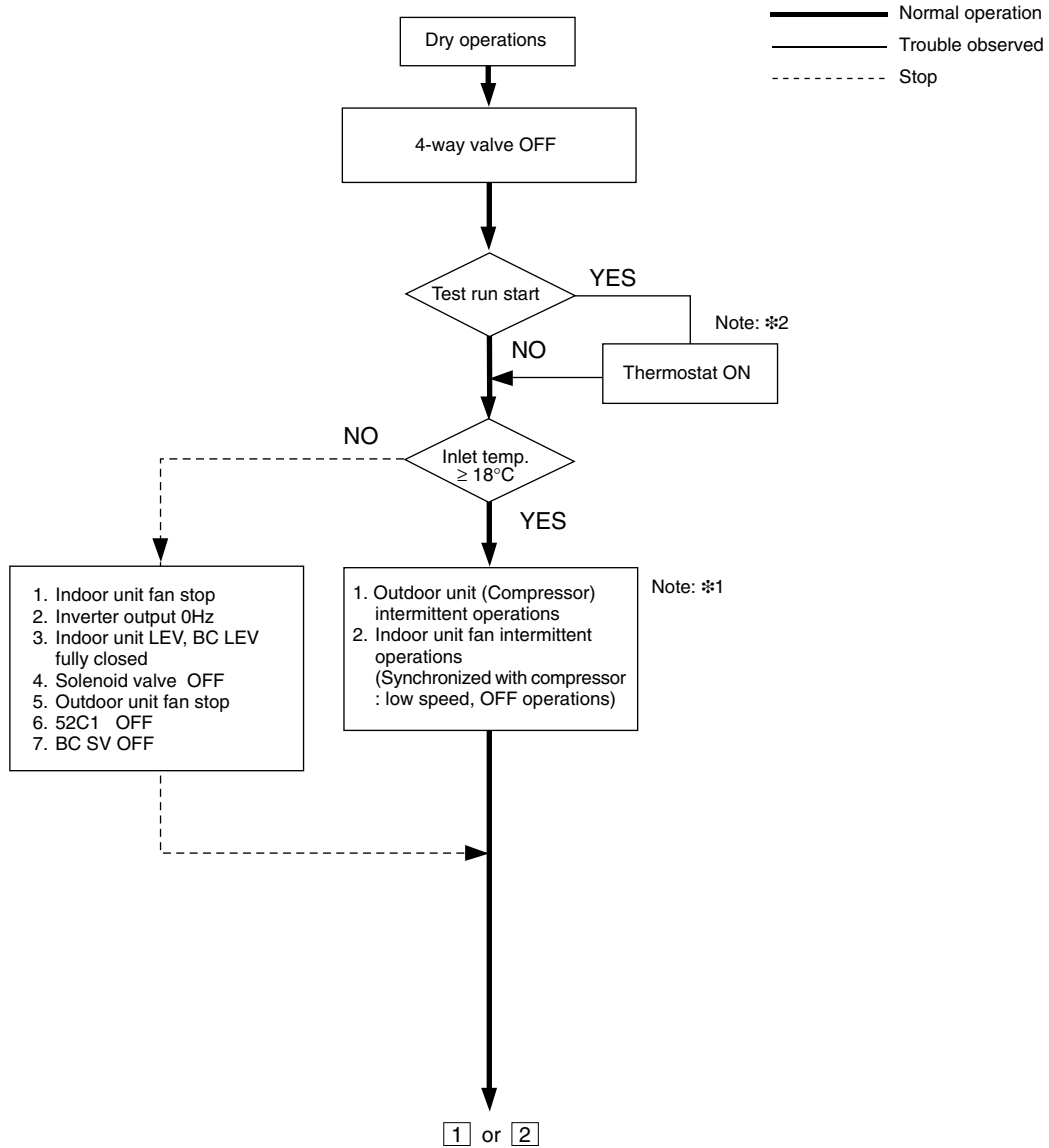 Normal operation
Trouble observed
Stop
Dry operations
4-way valve OFF
Test run start
YES
NO
Note: ✻2
Thermostat ON
Inlet temp.
≥ 18°C
NO
YES
1. Indoor unit fan stop
2. Inverter output 0Hz
3. Indoor unit LEV, BC LEV
fully closed
4. Solenoid valve OFF
5. Outdoor unit fan stop
6. 52C1 OFF
7. BC SV OFF
1. Outdoor unit (Compressor)
intermittent operations
2. Indoor unit fan intermittent
operations
(Synchronized with compressor
: low speed, OFF operations)
Note: ✻1
1 or 2